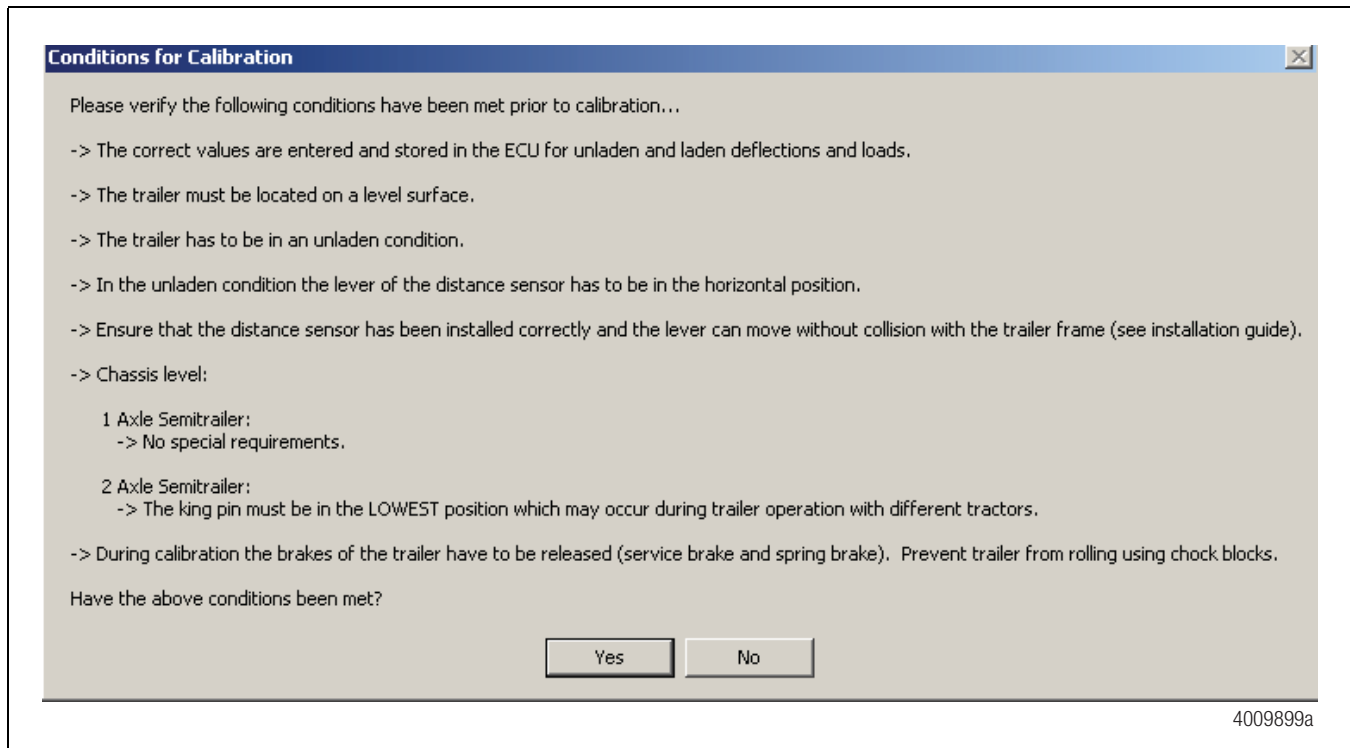 Conditions for Calibration
Please verify the following conditions have been met prior to calibration...
-> The correct values are entered and stored in the ECU for unladen and laden deflections and loads.
-> The trailer must be located on a level surface.
-> The trailer has to be in an unladen condition.
-> In the unladen condition the lever of the distance sensor has to be in the horizontal position.
-> Ensure that the distance sensor has been installed correctly and the lever can move without collision with the trailer frame (see installation guide).
-> Chassis level:
1 Axle Semitrailer:
-> No special requirements.
2 Axle Semitrailer:
-> The king pin must be in the LOWEST position which may occur during trailer operation with different tractors.
-> During calibration the brakes of the trailer have to be released (service brake and spring brake).  Prevent trailer from rolling using chock blocks.
Have the above conditions been met?
Yes No
4009899a